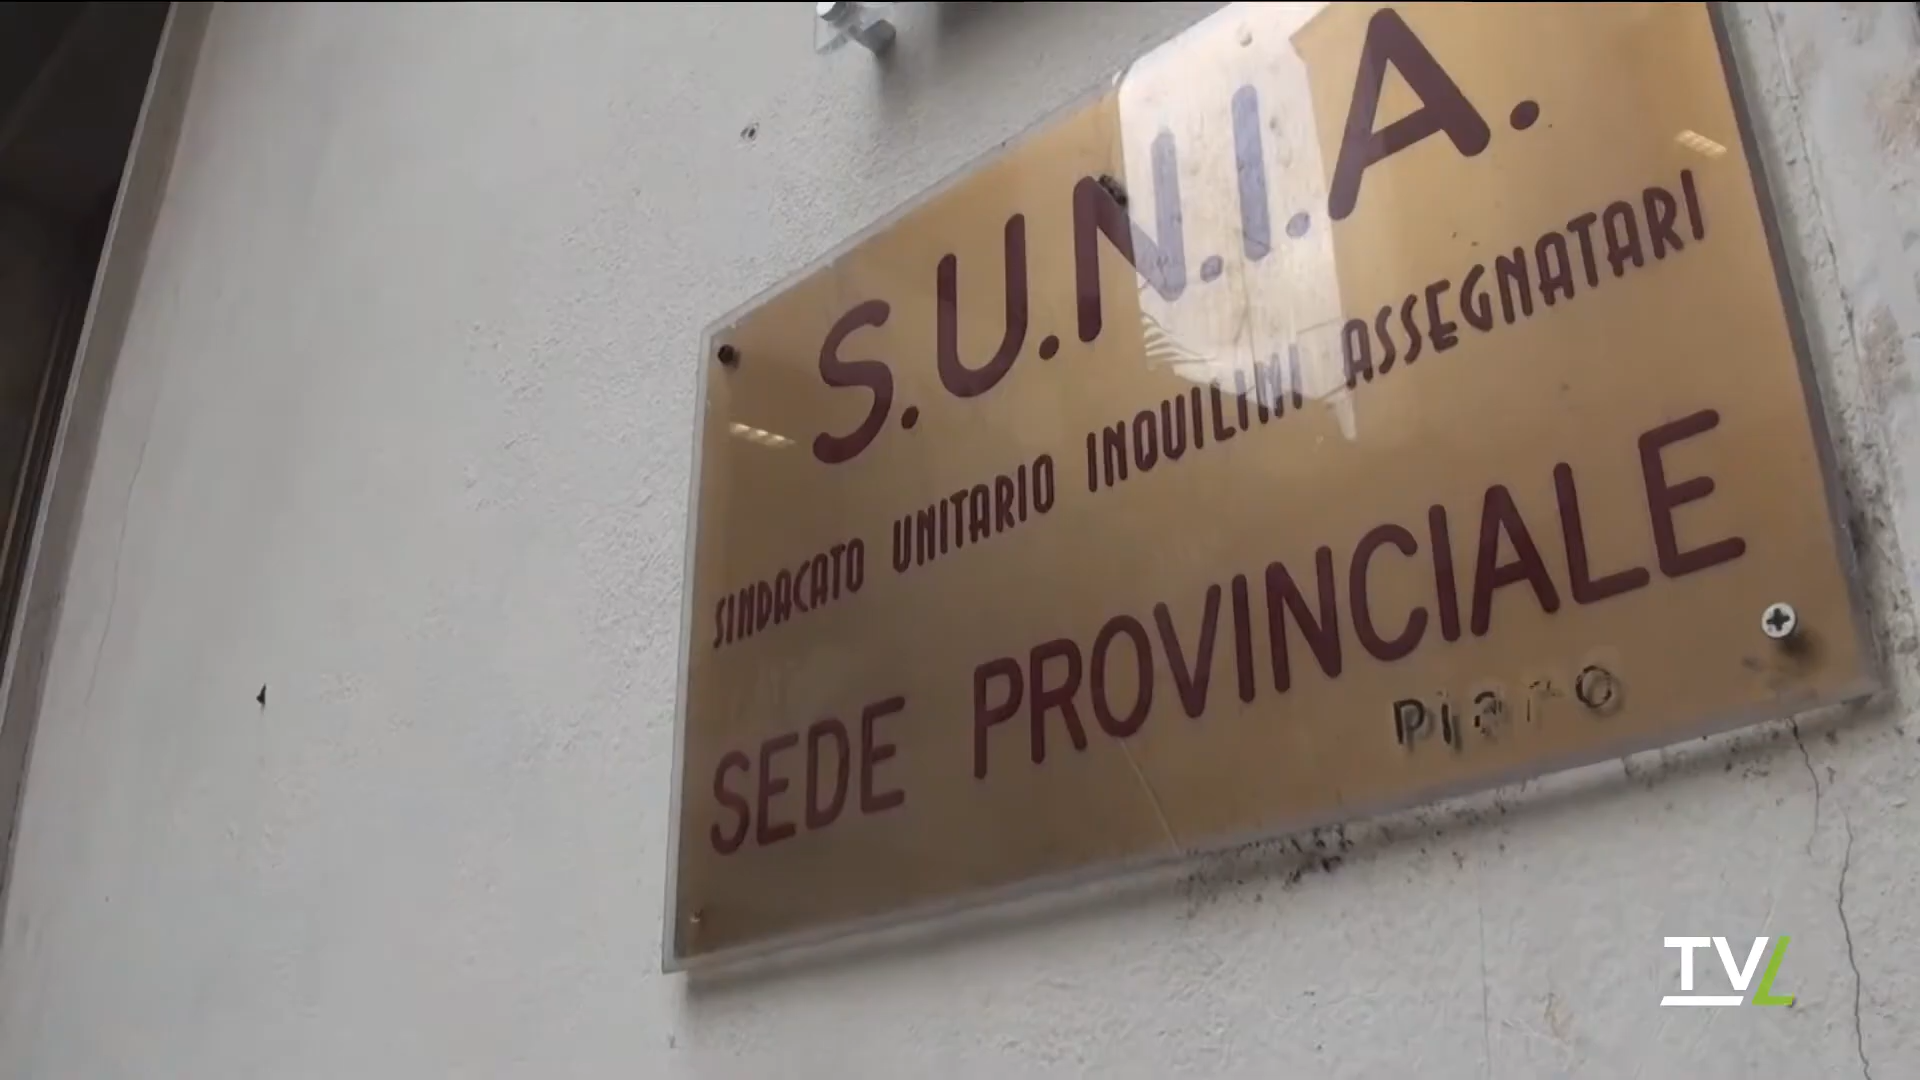 S.U.N.I.A.
SINDACATO UNITARIO INQUILINI ASSEGNATARI
SEDE PROVINCIALE
TVL